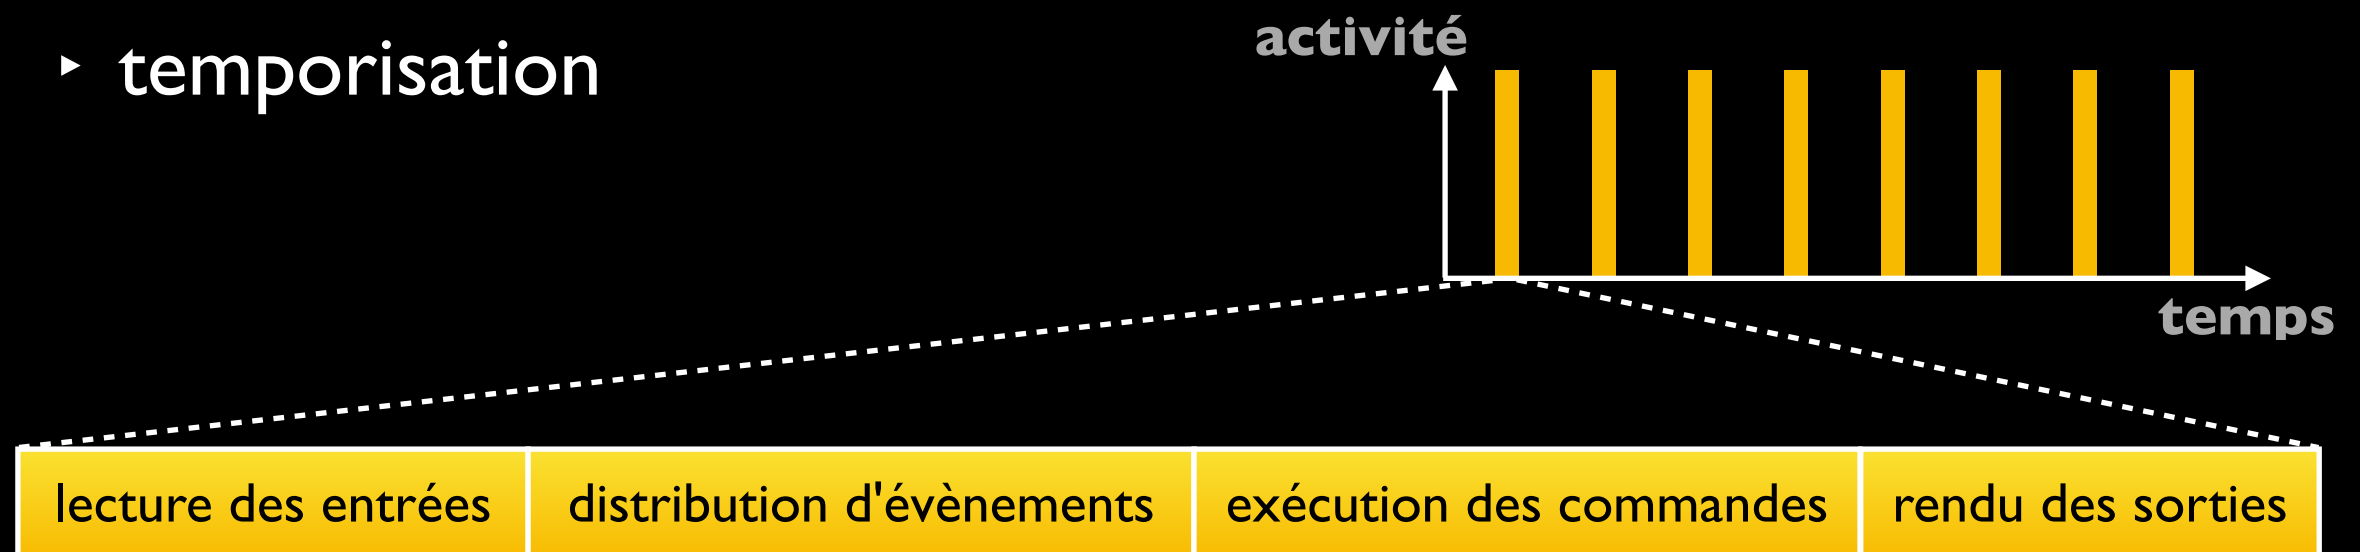 activité
‣ temporisation
temps
lecture des entrées
distribution d'évènements
exécution des commandes
rendu des sorties